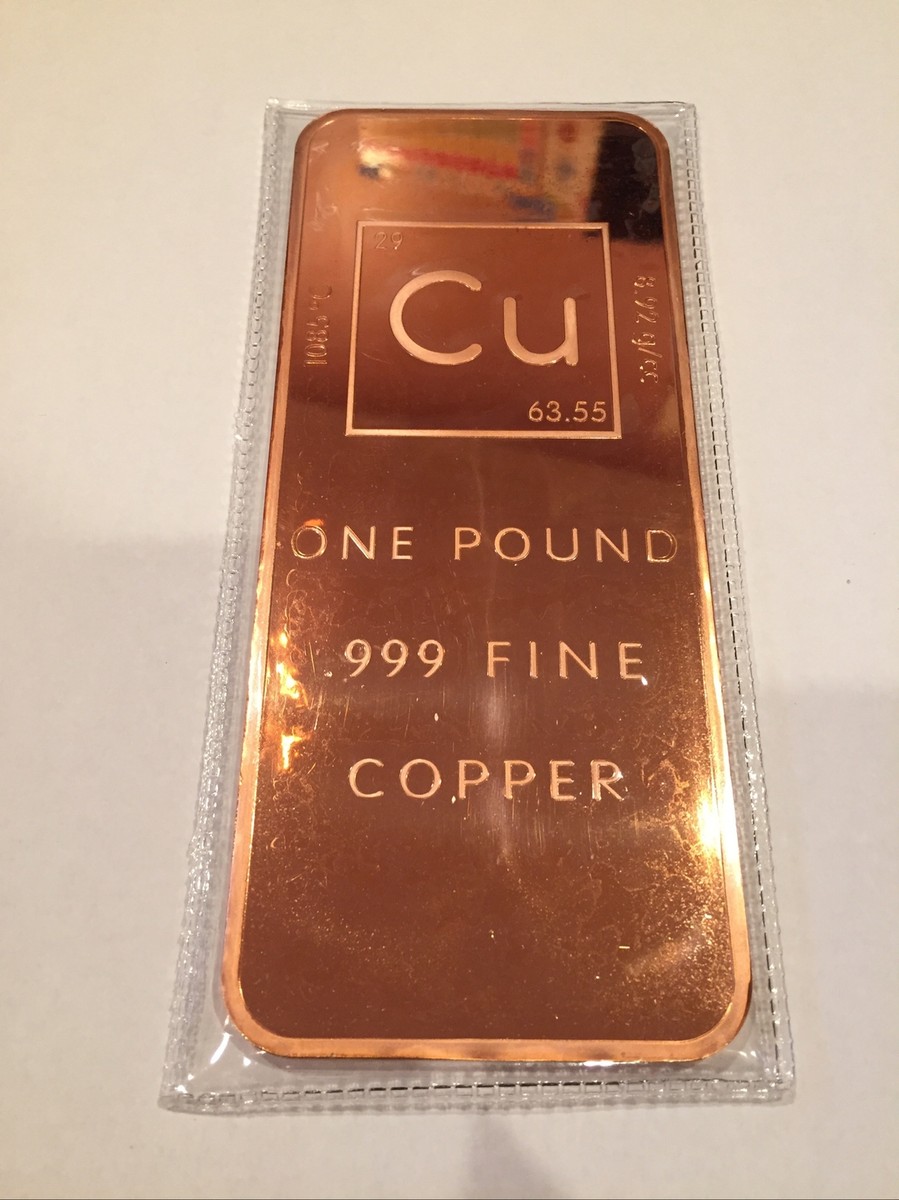 29
Cu
63.55
1085°C
8.92 g/cc
ONE POUND
.999 FINE
COPPER